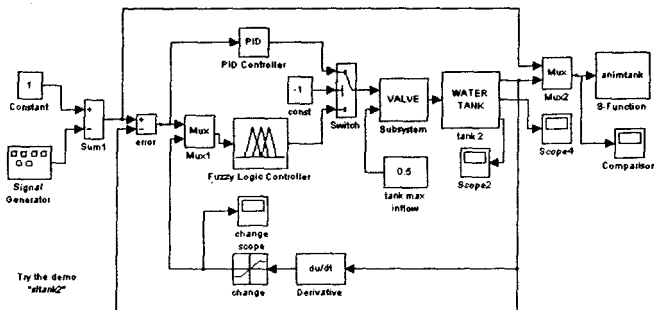 PID
PID Controller
1
Constant
+
−
Sum1
+
−
error
Mux
Mux1
Fuzzy Logic Controller
-1
const
Switch
VALVE
Subsystem
WATER
TANK
tank 2
Mux
Mux2
animtank
S-Function
Scope4
Comparison
Scope2
0.5
tank max
inflow
Signal
Generator
change
scope
change
du/dt
Derivative
Try the demo
"sltank2"